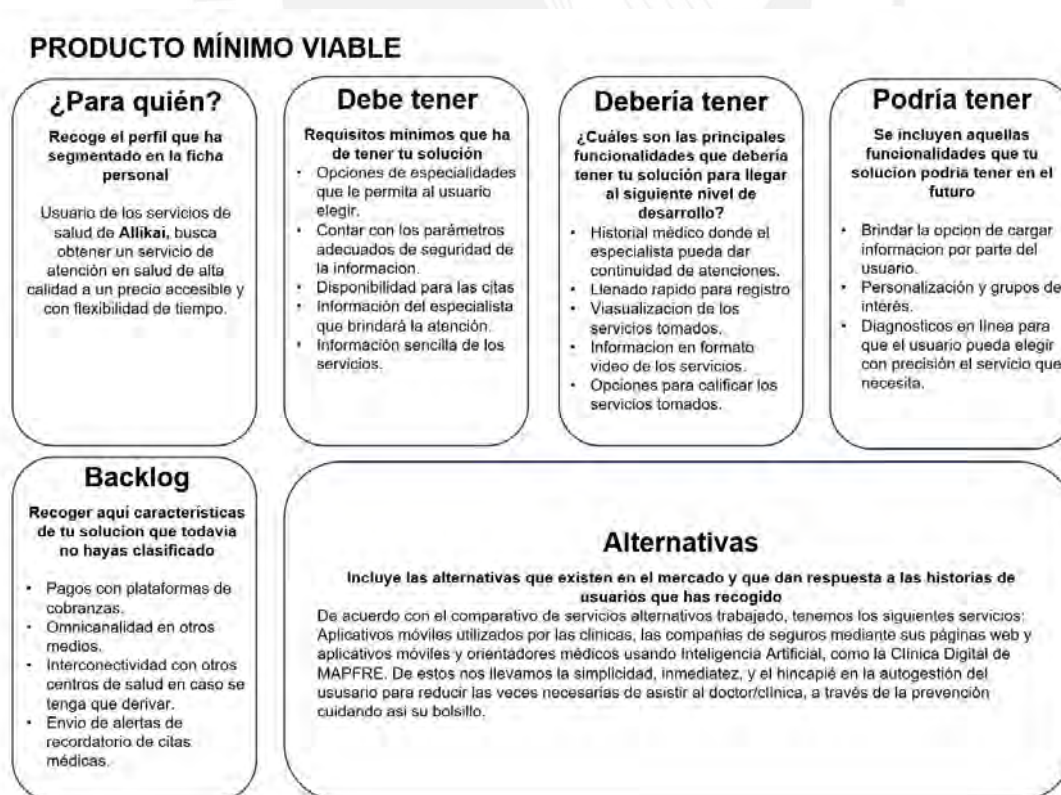 PRODUCTO MÍNIMO VIABLE
¿Para quién?
Recoge el perfil que ha
segmentado en la ficha
personal
Usuario de los servicios de
salud de Allikai, busca
obtener un servicio de
atención en salud de alta
calidad a un precio accesible y
con flexibilidad de tiempo.
Debe tener
Requisitos minimos que ha
de tener tu solución
• Opciones de especialidades
que le permita al usuario
elegir.
• Contar con los parámetros
adecuados de seguridad de
la informacion.
• Disponibilidad para las citas
• Información del especialista
que brindará la atención.
• Información sencilla de los
servicios.
Debería tener
¿Cuáles son las principales
funcionalidades que debería
tener tu solución para llegar
al siguiente nivel de
desarrollo?
• Historial médico donde el
especialista pueda dar
continuidad de atenciones.
• Llenado rapido para registro
• Viasualizacion de los
servicios tomados.
• Informacion en formato
video de los servicios.
• Opciones para calificar los
servicios tomados.
Podría tener
Se incluyen aquellas
funcionalidades que tu
solucion podria tener en el
futuro
• Brindar la opcion de cargar
informacion por parte del
usuario.
• Personalización y grupos de
interés.
• Diagnosticos en linea para
que el usuario pueda elegir
con precisión el servicio que
necesita.
Backlog
Recoger aquí características
de tu solucion que todavia
no hayas clasificado
• Pagos con plataformas de
cobranzas.
• Omnicanalidad en otros
medios.
• Interconectividad con otros
centros de salud en caso se
tenga que derivar.
• Envio de alertas de
recordatorio de citas
médicas.
Alternativas
Incluye las alternativas que existen en el mercado y que dan respuesta a las historias de
usuarios que has recogido
De acuerdo con el comparativo de servicios alternativos trabajado, tenemos los siguientes servicios:
Aplicativos móviles utilizados por las clínicas, las compañias de seguros mediante sus páginas web y
aplicativos móviles y orientadores médicos usando Inteligencia Artificial, como la Clínica Digital de
MAPFRE. De estos nos llevamos la simplicidad, inmediatez, y el hincapié en la autogestión del
ususario para reducir las veces necesarias de asistir al doctor/clínica, a través de la prevención
cuidando asi su bolsillo.